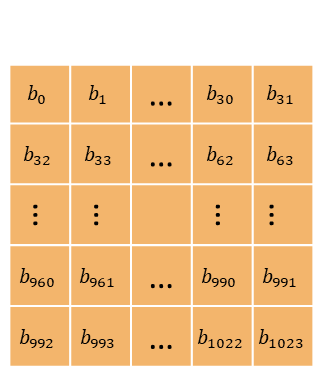 b₀ b₁ ... b₃₀ b₃₁
b₃₂ b₃₃ ... b₆₂ b₆₃
⋮ ⋮ ⋮ ⋮
b₉₆₀ b₉₆₁ ... b₉₉₀ b₉₉₁
b₉₉₂ b₉₉₃ ... b₁₀₂₂ b₁₀₂₃